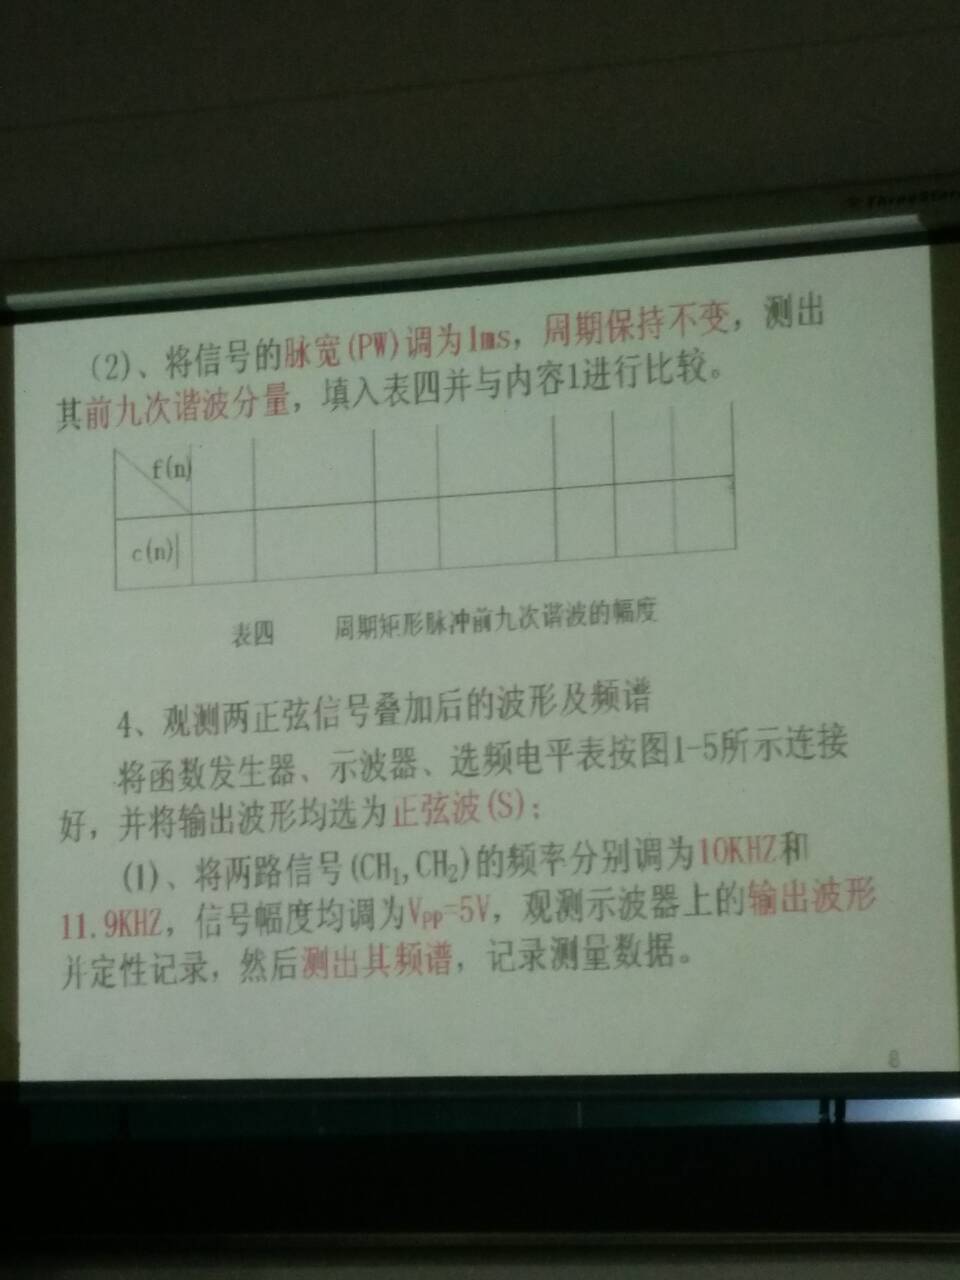 (2)、将信号的脉宽(PW)调为1ms，周期保持不变，测出
其前九次谐波分量，填入表四并与内容1进行比较。
f(n)
c(n)
表四 周期矩形脉冲前九次谐波的幅度
4、观测两正弦信号叠加后的波形及频谱
将函数发生器、示波器、选频电平表按图1-5所示连接
好，并将输出波形均选为正弦波(S)；
(1)、将两路信号(CH₁,CH₂)的频率分别调为10KHZ和
11.9KHZ，信号幅度均调为Vpp=5V，观测示波器上的输出波形
并定性记录，然后测出其频谱，记录测量数据。
8